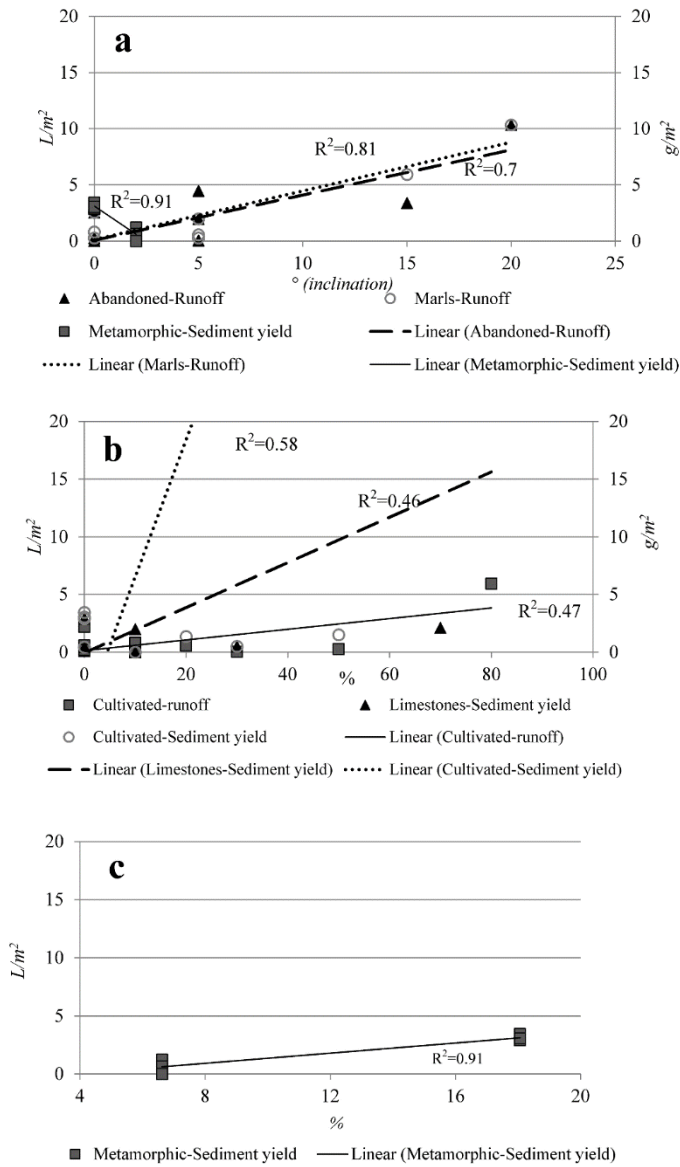 a
20
15
10
5
0
L/m²
20
15
10
5
0
g/m²
R²=0.81
R²=0.7
R²=0.91
0 5 10 15 20 25
° (inclination)
▲ Abandoned-Runoff ○ Marls-Runoff
■ Metamorphic-Sediment yield Linear (Abandoned-Runoff)
Linear (Marls-Runoff) Linear (Metamorphic-Sediment yield)
b
20
15
10
5
0
L/m²
20
15
10
5
0
g/m²
R²=0.58
R²=0.46
R²=0.47
0 20 40 60 80 100
%
■ Cultivated-runoff ▲ Limestones-Sediment yield
○ Cultivated-Sediment yield Linear (Cultivated-runoff)
Linear (Limestones-Sediment yield) Linear (Cultivated-Sediment yield)
c
20
15
10
5
0
L/m²
R²=0.91
4 8 12 16 20
%
■ Metamorphic-Sediment yield Linear (Metamorphic-Sediment yield)